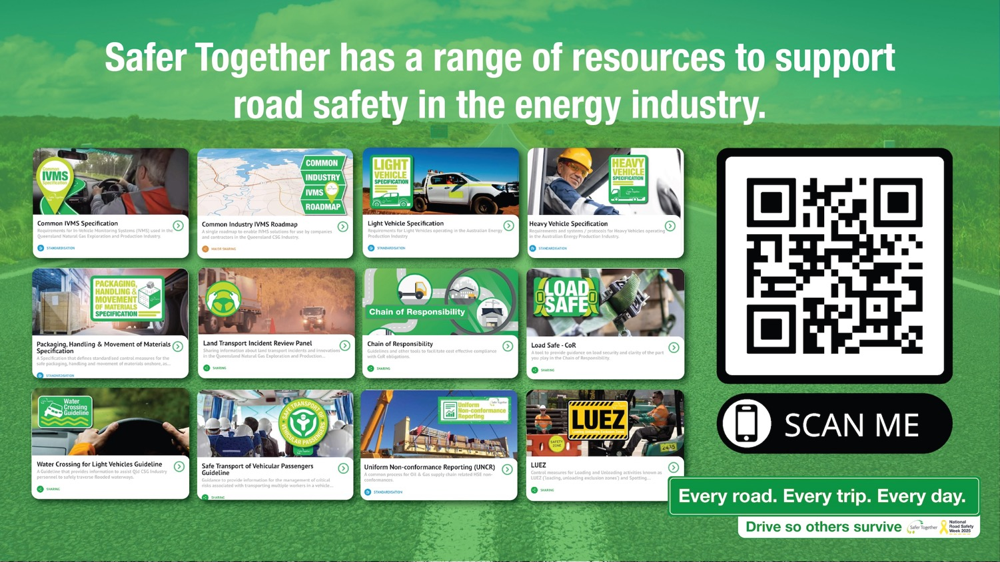 Safer Together has a range of resources to support
road safety in the energy industry.
Common
IVMS
Specification
Common IVMS Specification
Requirements for In-Vehicle Monitoring Systems (IVMS) used in the
Queensland Natural Gas Exploration and Production Industry.
STANDARDISATION
COMMON
INDUSTRY
IVMS
ROADMAP
Common Industry IVMS Roadmap
A single roadmap to enable IVMS solutions for use by companies
and contractors in the Queensland CSG Industry.
SHARING
LIGHT
VEHICLE
SPECIFICATION
Light Vehicle Specification
Requirements for Light Vehicles operating in the Australian Energy
Production Industry
STANDARDISATION
HEAVY
VEHICLE
SPECIFICATION
Heavy Vehicle Specification
Requirements and systems / protocols for Heavy Vehicles operating
in the Australian Energy Production Industry.
STANDARDISATION
PACKAGING,
HANDLING &
MOVEMENT
OF MATERIALS
SPECIFICATION
Packaging, Handling & Movement of Materials
Specification
A Specification that defines standardised control measures for the
safe packaging, handling and movement of materials onshore, as...
STANDARDISATION
Land Transport Incident Review Panel
Sharing information about land transport incidents and innovations
in the Queensland Natural Gas Exploration and Production...
SHARING
Chain of Responsibility
Chain of Responsibility
Guidelines and other tools to facilitate cost effective compliance
with CoR obligations.
SHARING
LOAD
SAFE
Load Safe - CoR
A tool to provide guidance on load security and clarity of the part
you play in the Chain of Responsibility.
SHARING
Water
Crossing
Guideline
Water Crossing for Light Vehicles Guideline
A Guideline that provides information to assist Qld CSG Industry
personnel to safely traverse flooded waterways.
SHARING
SAFE TRANSPORT OF
VEHICULAR PASSENGERS
Safe Transport of Vehicular Passengers
Guideline
Guidance to provide information for the management of critical
risks associated with transporting multiple workers in a vehicle...
SHARING
Uniform
Non-conformance
Reporting
Safer Together
Uniform Non-conformance Reporting (UNCR)
A common process for Oil & Gas supply chain related HSE non-
conformances.
STANDARDISATION
LUEZ
Loading Unloading Exclusion Zones
SAFETY
ZONE
2435
LUEZ
Control measures for Loading and Unloading activities known as
LUEZ ('loading, unloading exclusion zones') and Spotting...
SHARING
SCAN ME
Every road. Every trip. Every day.
Drive so others survive
Safer Together
National
Road Safety
Week 2025